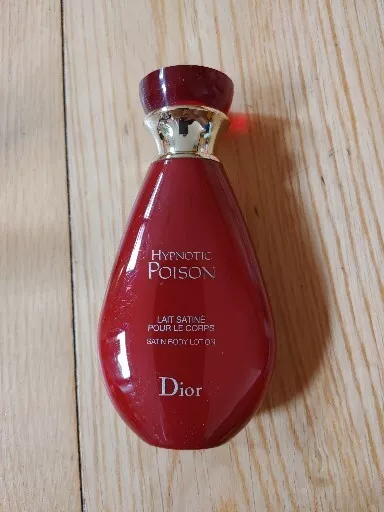 HYPNOTIC
POISON
LAIT SATINÉ
POUR LE CORPS
SATIN BODY LOTION
Dior